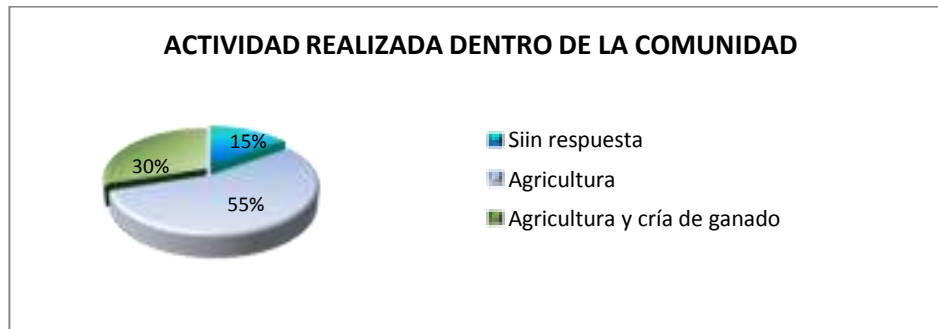 ACTIVIDAD REALIZADA DENTRO DE LA COMUNIDAD
15%
30%
55%
Siin respuesta
Agricultura
Agricultura y cría de ganado